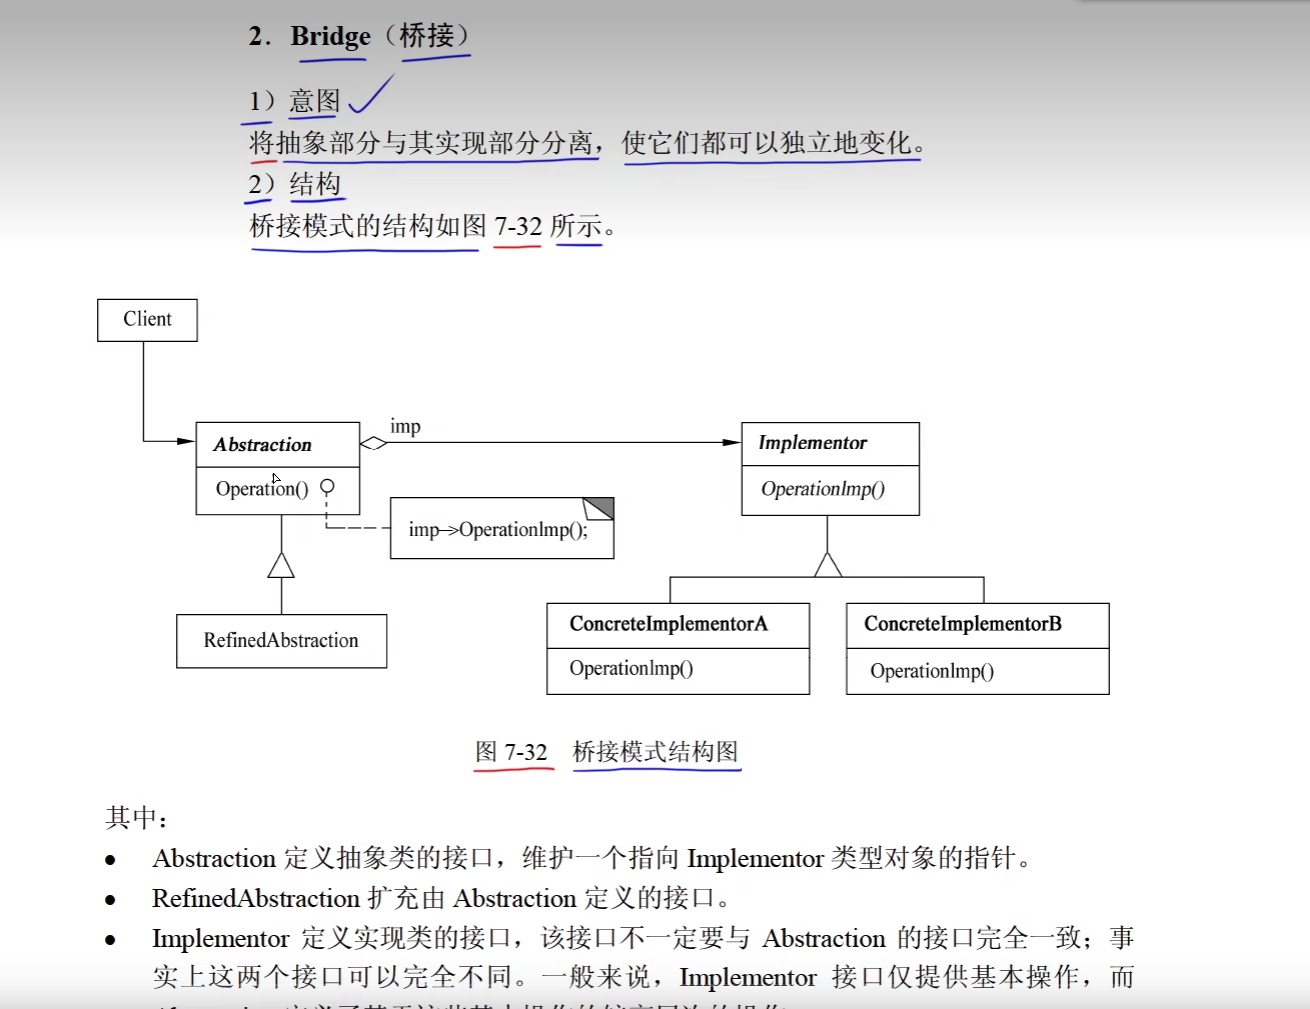 2. Bridge（桥接）
1）意图
将抽象部分与其实现部分分离，使它们都可以独立地变化。
2）结构
桥接模式的结构如图 7-32 所示。
Client
imp
Abstraction
Operation()
Implementor
OperationImp()
imp->OperationImp();
RefinedAbstraction
ConcreteImplementorA
OperationImp()
ConcreteImplementorB
OperationImp()
图 7-32 桥接模式结构图
其中：
● Abstraction 定义抽象类的接口，维护一个指向 Implementor 类型对象的指针。
● RefinedAbstraction 扩充由 Abstraction 定义的接口。
● Implementor 定义实现类的接口，该接口不一定要与 Abstraction 的接口完全一致；事
实上这两个接口可以完全不同。一般来说，Implementor 接口仅提供基本操作，而